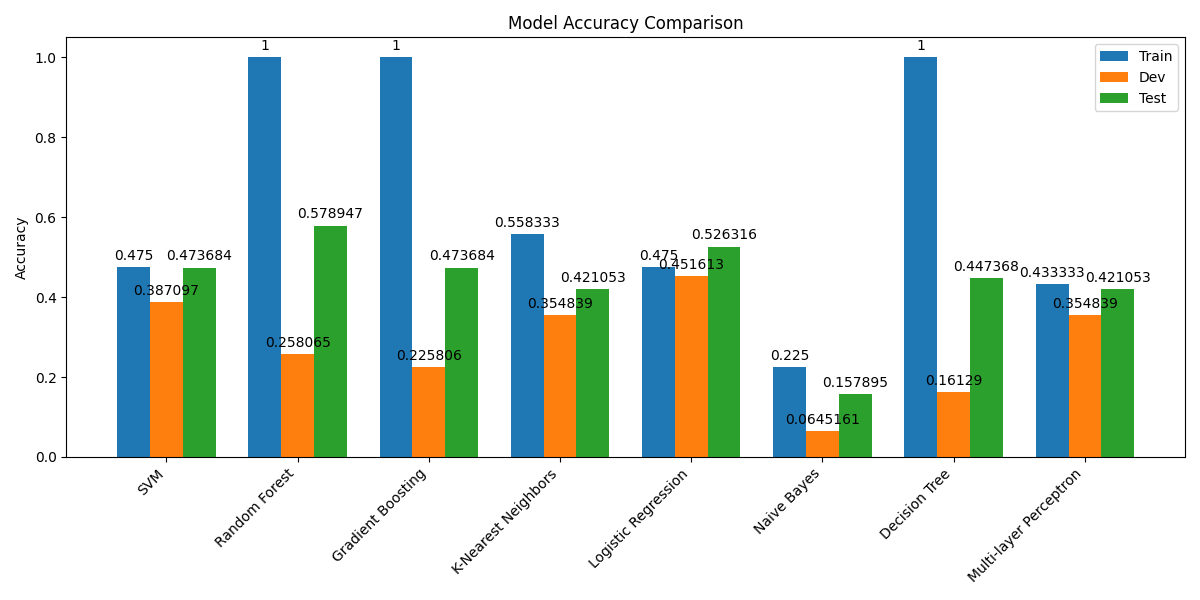 Model Accuracy Comparison
Train
Dev
Test
Accuracy
1.0
0.8
0.6
0.4
0.2
0.0
0.475
0.387097
0.473684
1
0.258065
0.578947
1
0.225806
0.473684
0.558333
0.354839
0.421053
0.475
0.451613
0.526316
0.225
0.0645161
0.157895
1
0.16129
0.447368
0.433333
0.354839
0.421053
SVM
Random Forest
Gradient Boosting
K-Nearest Neighbors
Logistic Regression
Naive Bayes
Decision Tree
Multi-layer Perceptron